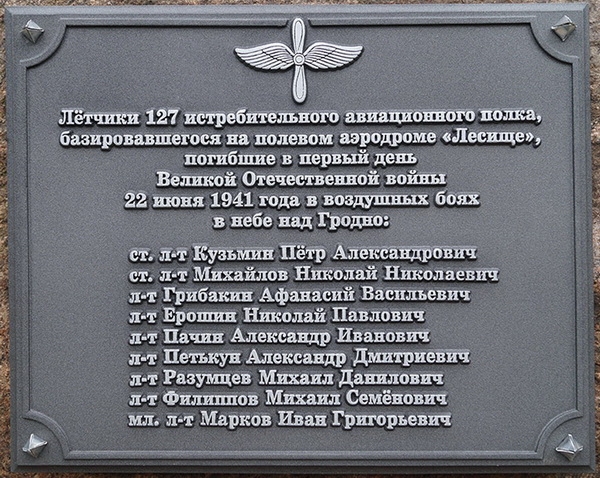 Лётчики 127 истребительного авиационного полка,
базировавшегося на полевом аэродроме «Лесище»,
погибшие в первый день
Великой Отечественной войны
22 июня 1941 года в воздушных боях
в небе над Гродно:
ст. л-т Кузьмин Пётр Александрович
ст. л-т Михайлов Николай Николаевич
л-т Грибакин Афанасий Васильевич
л-т Ерошин Николай Павлович
л-т Пачин Александр Иванович
л-т Петькун Александр Дмитриевич
л-т Разумцев Михаил Данилович
л-т Филиппов Михаил Семёнович
мл. л-т Марков Иван Григорьевич